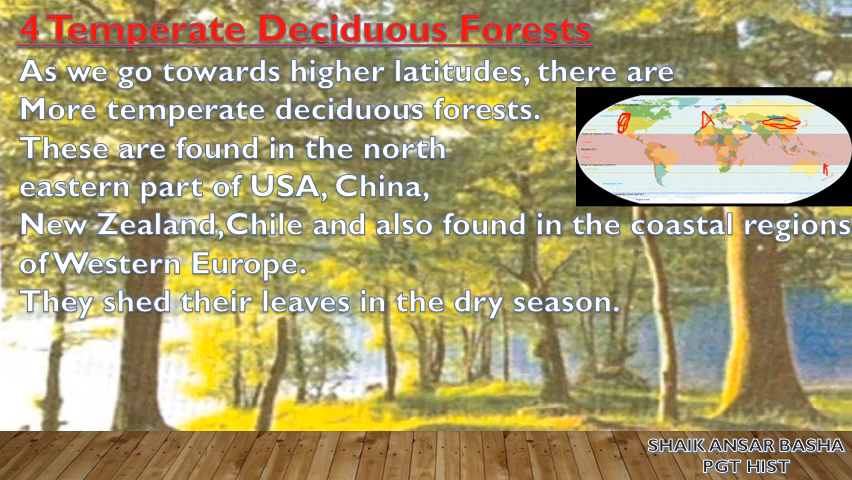 4 Temperate Deciduous Forests
As we go towards higher latitudes, there are
More temperate deciduous forests.
These are found in the north
eastern part of USA, China,
New Zealand,Chile and also found in the coastal regions
of Western Europe.
They shed their leaves in the dry season.
SHAIK ANSAR BASHA
PGT HIST